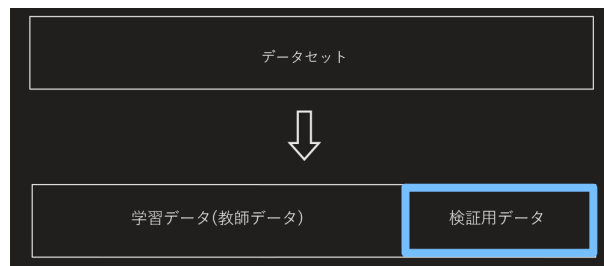 データセット
学習データ(教師データ)
検証用データ